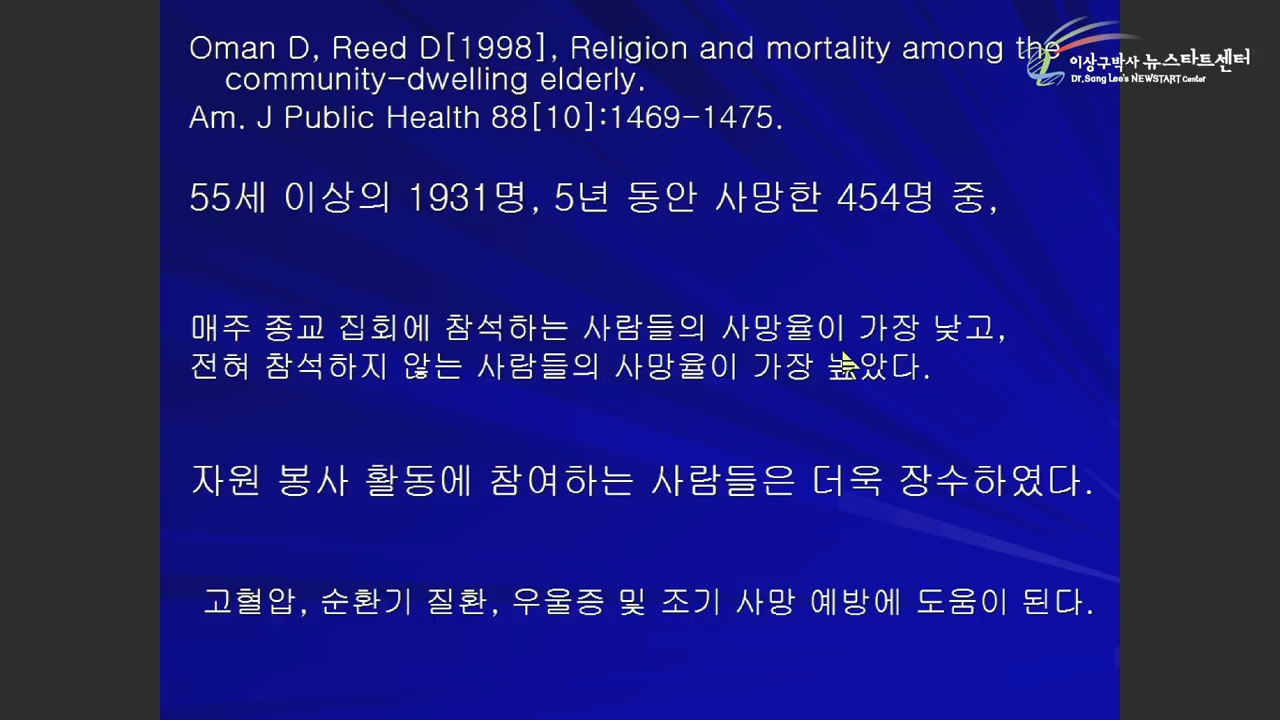 Oman D, Reed D[1998], Religion and mortality among the
community-dwelling elderly.
Am. J Public Health 88[10]:1469-1475.
이상구박사 뉴스타트센터
Dr. Sang Lee's NEWSTART Center
55세 이상의 1931명, 5년 동안 사망한 454명 중,
매주 종교 집회에 참석하는 사람들의 사망율이 가장 낮고,
전혀 참석하지 않는 사람들의 사망율이 가장 높았다.
자원 봉사 활동에 참여하는 사람들은 더욱 장수하였다.
고혈압, 순환기 질환, 우울증 및 조기 사망 예방에 도움이 된다.